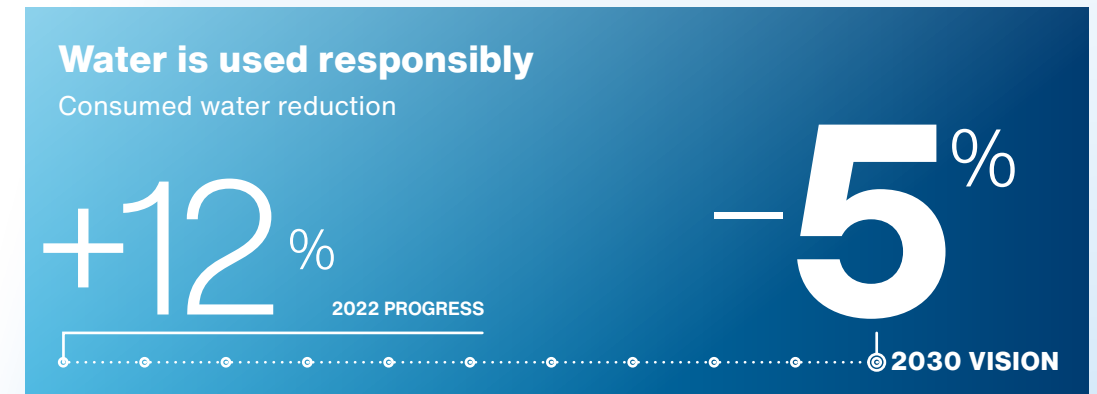 Water is used responsibly
Consumed water reduction
+12%
2022 PROGRESS
–5%
2030 VISION